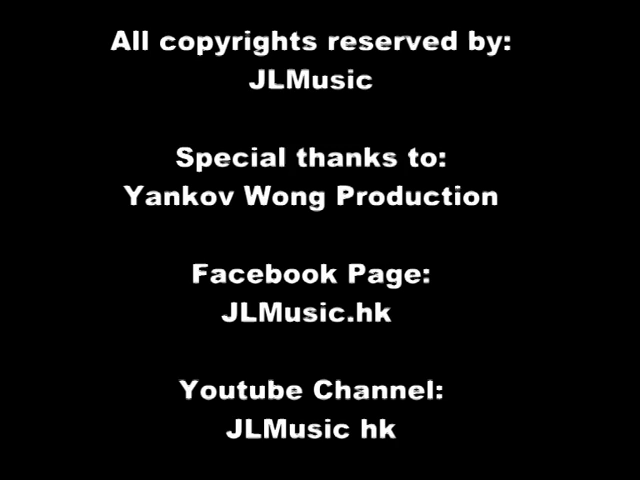 All copyrights reserved by:
JLMusic
Special thanks to:
Yankov Wong Production
Facebook Page:
JLMusic.hk
Youtube Channel:
JLMusic hk